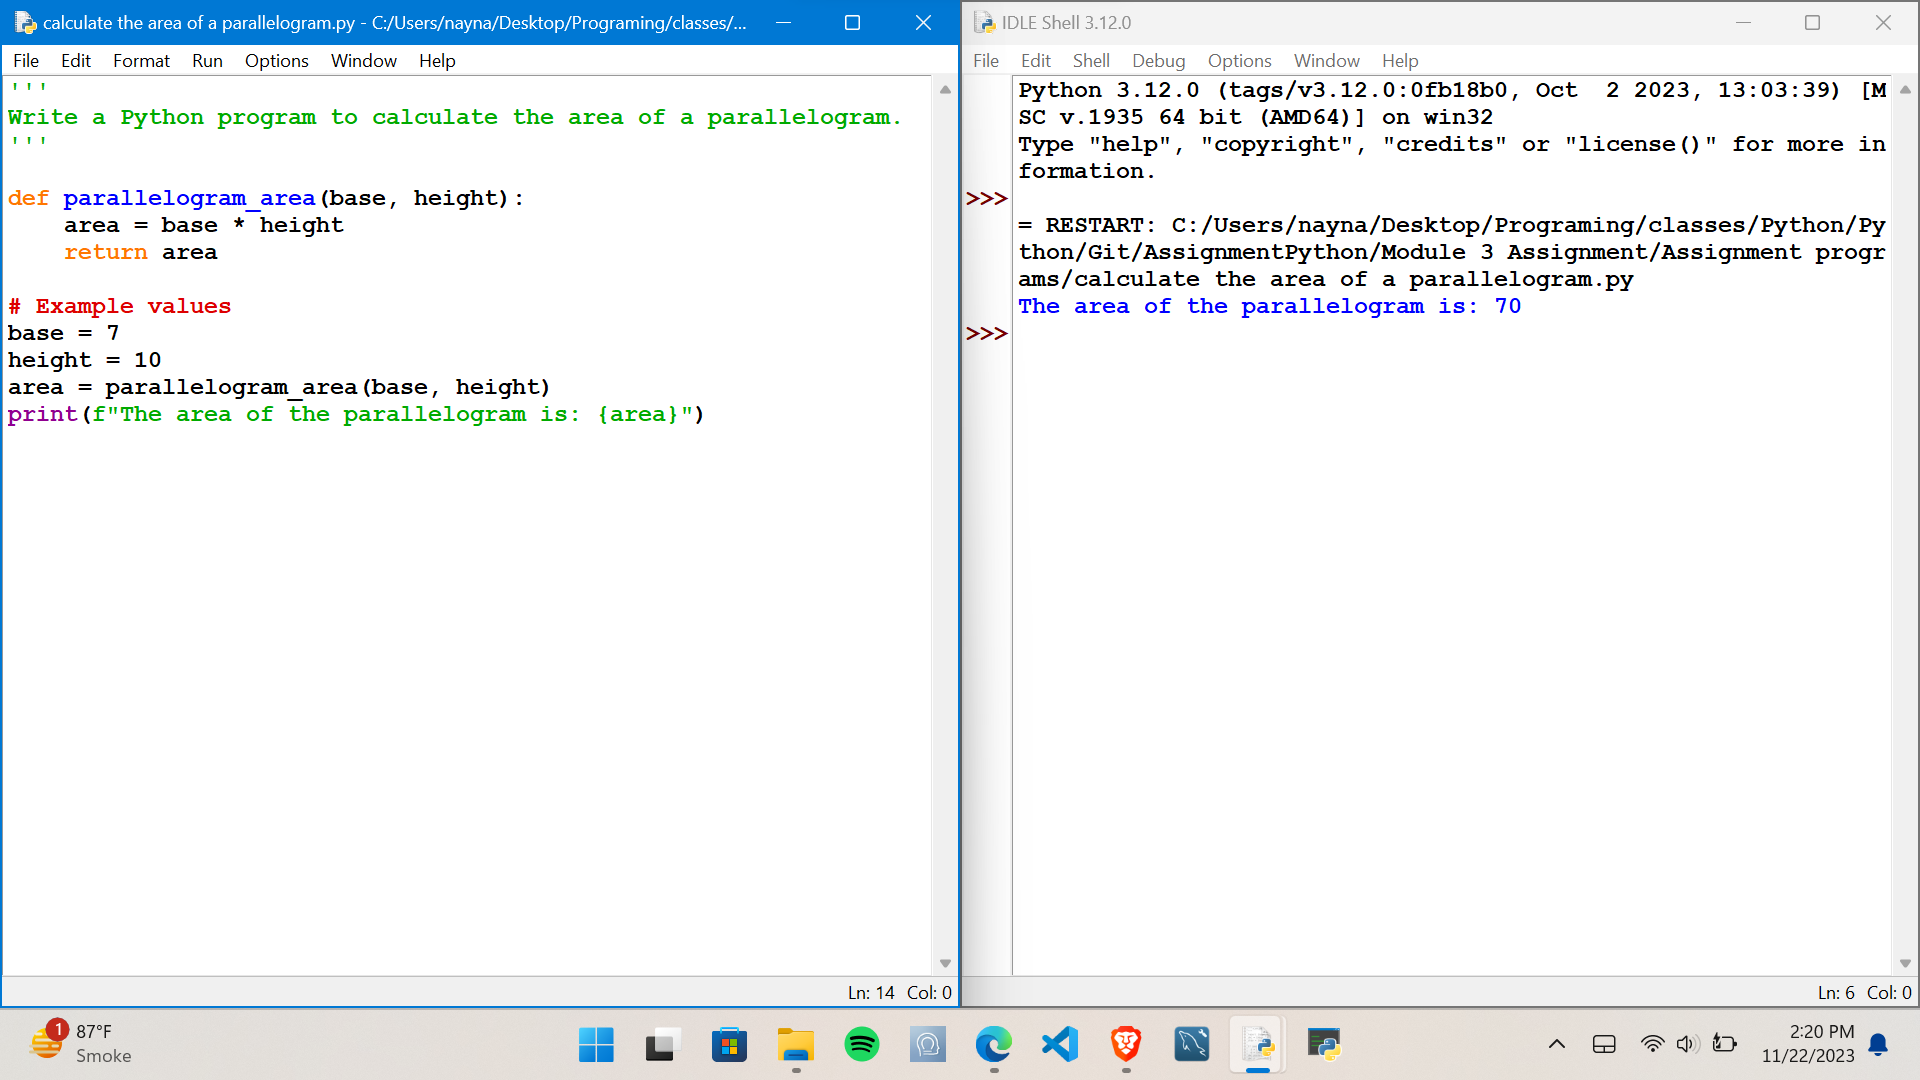 calculate the area of a parallelogram.py - C:/Users/nayna/Desktop/Programing/classes/...
File Edit Format Run Options Window Help
'''
Write a Python program to calculate the area of a parallelogram.
'''
def parallelogram_area(base, height):
    area = base * height
    return area
# Example values
base = 7
height = 10
area = parallelogram_area(base, height)
print(f"The area of the parallelogram is: {area}")
Ln: 14 Col: 0
IDLE Shell 3.12.0
File Edit Shell Debug Options Window Help
Python 3.12.0 (tags/v3.12.0:0fb18b0, Oct  2 2023, 13:03:39) [M
SC v.1935 64 bit (AMD64)] on win32
Type "help", "copyright", "credits" or "license()" for more in
formation.
>>>
= RESTART: C:/Users/nayna/Desktop/Programing/classes/Python/Py
thon/Git/AssignmentPython/Module 3 Assignment/Assignment progr
ams/calculate the area of a parallelogram.py
The area of the parallelogram is: 70
>>>
Ln: 6 Col: 0
1
87°F
Smoke
2:20 PM
11/22/2023